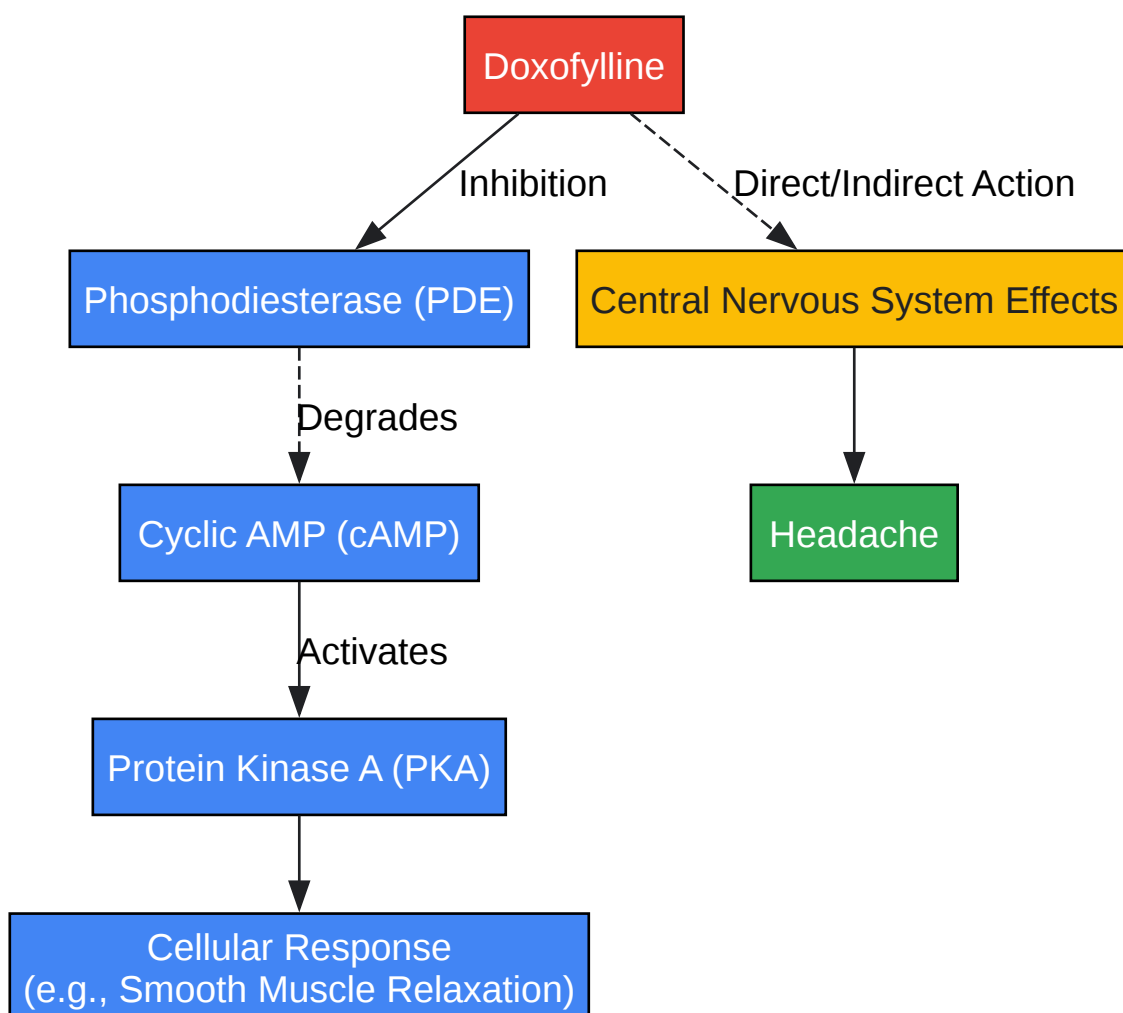 Doxofylline
Inhibition
Direct/Indirect Action
Phosphodiesterase (PDE)
Central Nervous System Effects
Degrades
Cyclic AMP (cAMP)
Headache
Activates
Protein Kinase A (PKA)
Cellular Response
(e.g., Smooth Muscle Relaxation)